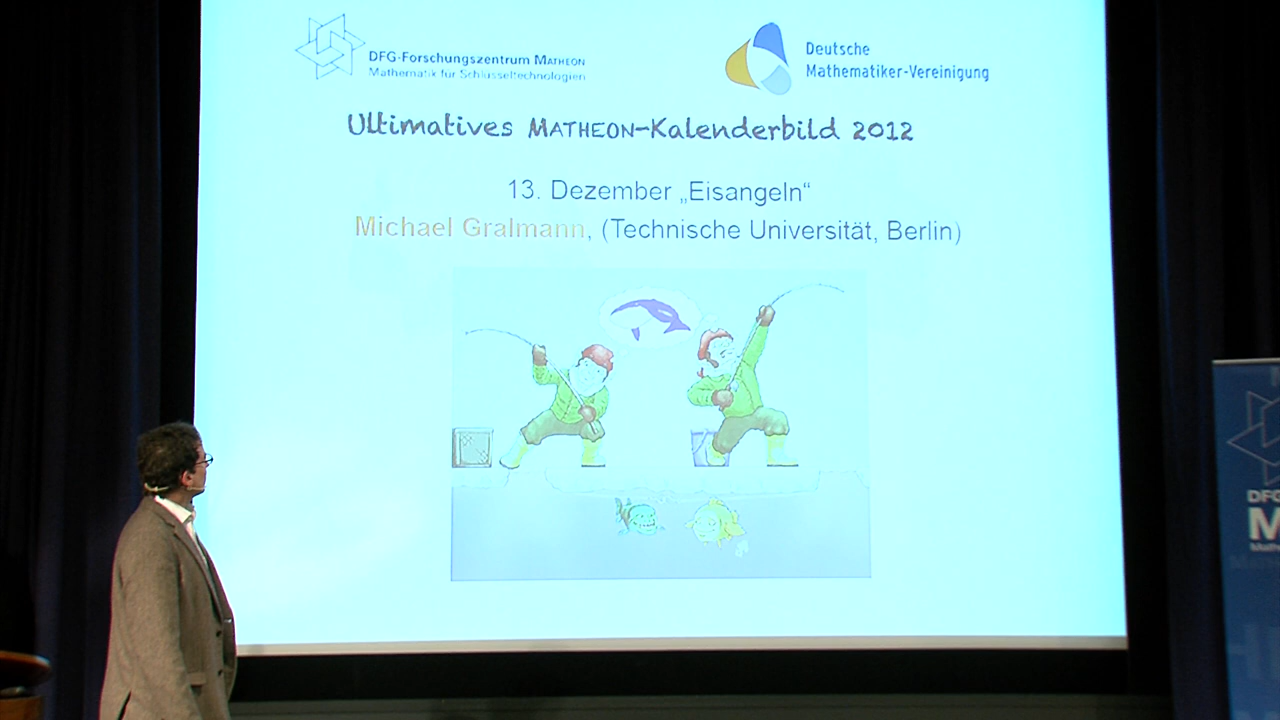 DFG-Forschungszentrum MATHEON
Mathematik für Schlüsseltechnologien
Deutsche
Mathematiker-Vereinigung
Ultimatives MATHEON-Kalenderbild 2012
13. Dezember „Eisangeln“
Michael Gralmann, (Technische Universität, Berlin)
DFG
M